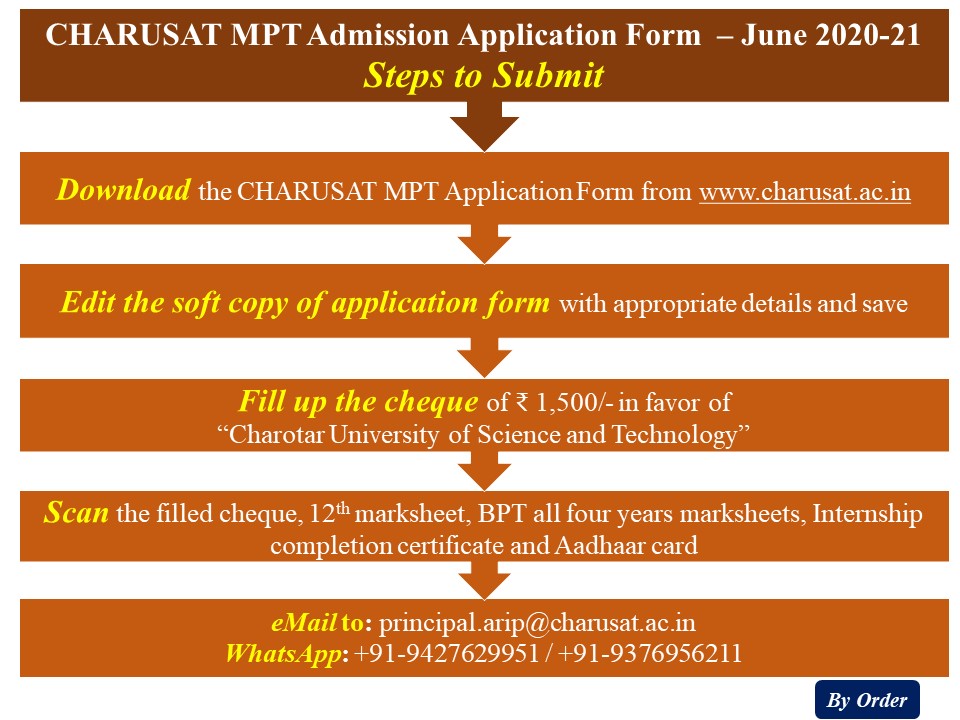 CHARUSAT MPT Admission Application Form – June 2020-21
Steps to Submit
Download the CHARUSAT MPT Application Form from www.charusat.ac.in
Edit the soft copy of application form with appropriate details and save
Fill up the cheque of ₹ 1,500/- in favor of
“Charotar University of Science and Technology”
Scan the filled cheque, 12th marksheet, BPT all four years marksheets, Internship
completion certificate and Aadhaar card
eMail to: principal.arip@charusat.ac.in
WhatsApp: +91-9427629951 / +91-9376956211
By Order